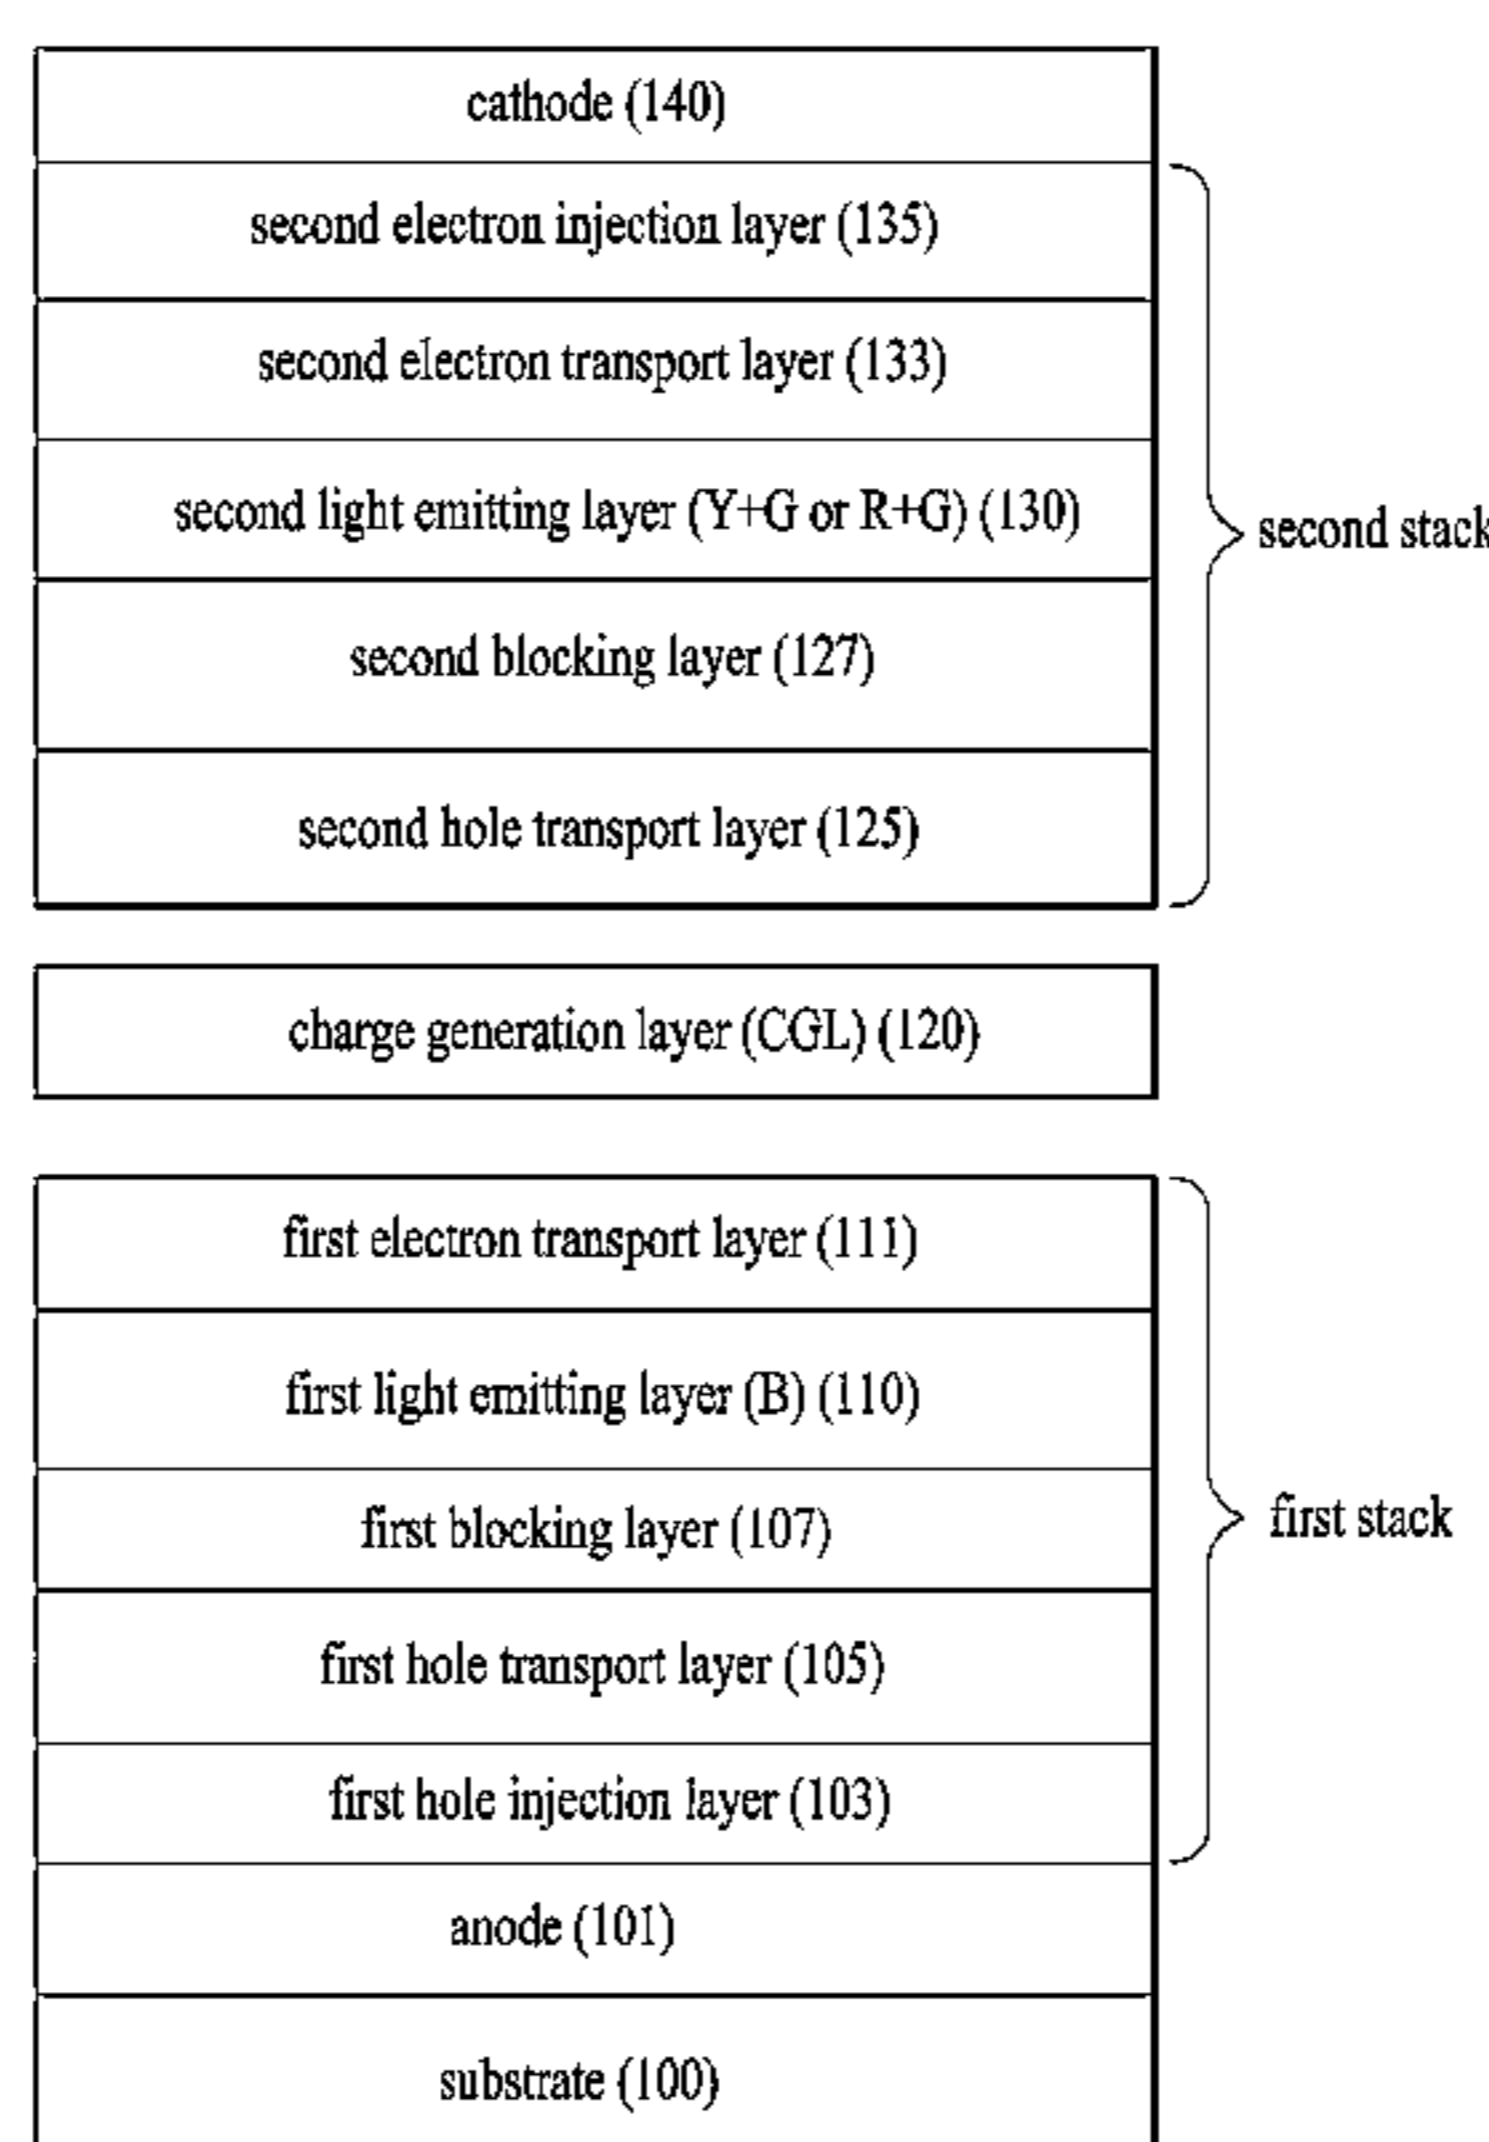 cathode (140)
second electron injection layer (135)
second electron transport layer (133)
second light emitting layer (Y+G or R+G) (130)
second stack
second blocking layer (127)
second hole transport layer (125)
charge generation layer (CGL) (120)
first electron transport layer (111)
first light emitting layer (B) (110)
first blocking layer (107)
first stack
first hole transport layer (105)
first hole injection layer (103)
anode (101)
substrate (100)